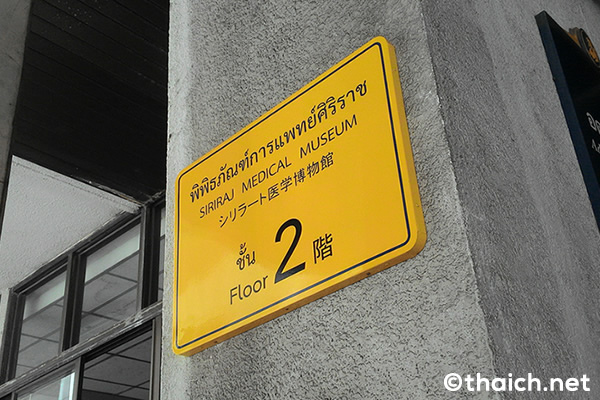 พิพิธภัณฑ์การแพทย์ศิริราช
SIRIRAJ MEDICAL MUSEUM
シリラート医学博物館
ชั้น 2 階
Floor
©thaich.net